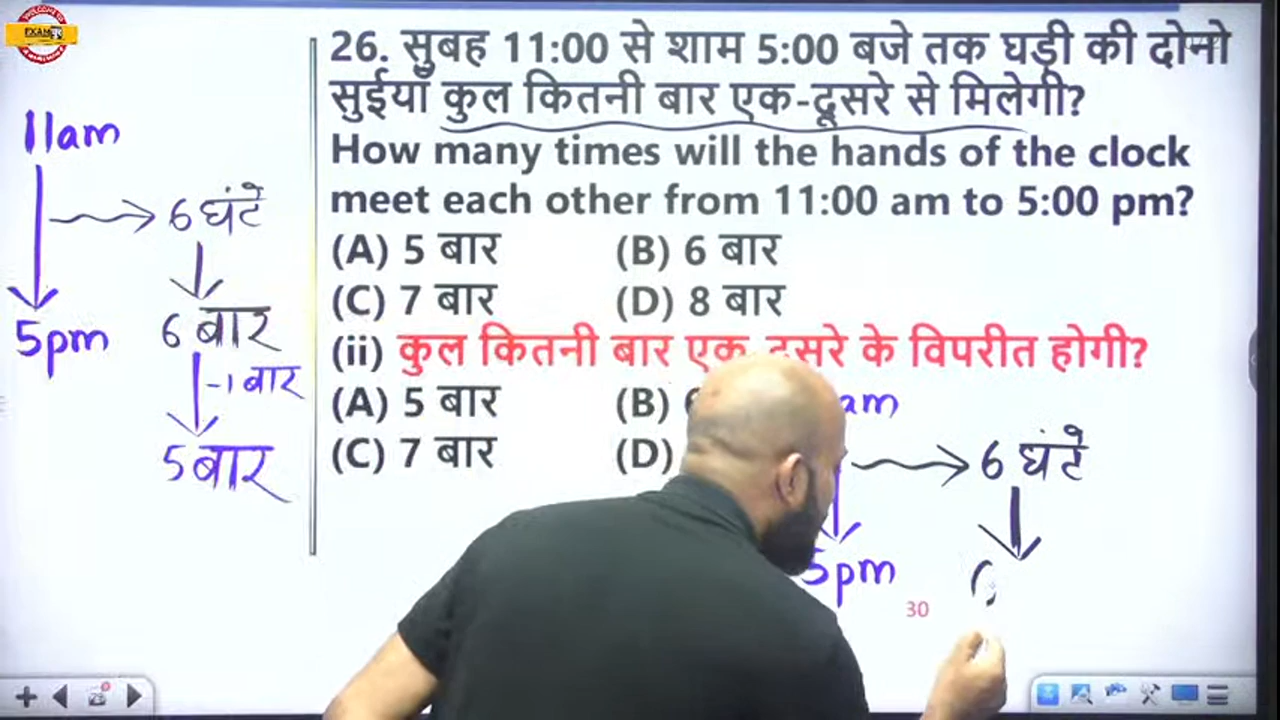 EXAM
26. सुबह 11:00 से शाम 5:00 बजे तक घड़ी की दोनो
सुईयाँ कुल कितनी बार एक-दूसरे से मिलेगी?
How many times will the hands of the clock
meet each other from 11:00 am to 5:00 pm?
(A) 5 बार (B) 6 बार
(C) 7 बार (D) 8 बार
(ii) कुल कितनी बार एक दूसरे के विपरीत होगी?
(A) 5 बार (B)
(C) 7 बार (D)
11am
6 घंटे
5pm
6 बार
-1 बार
5 बार
am
6 घंटे
5pm
30